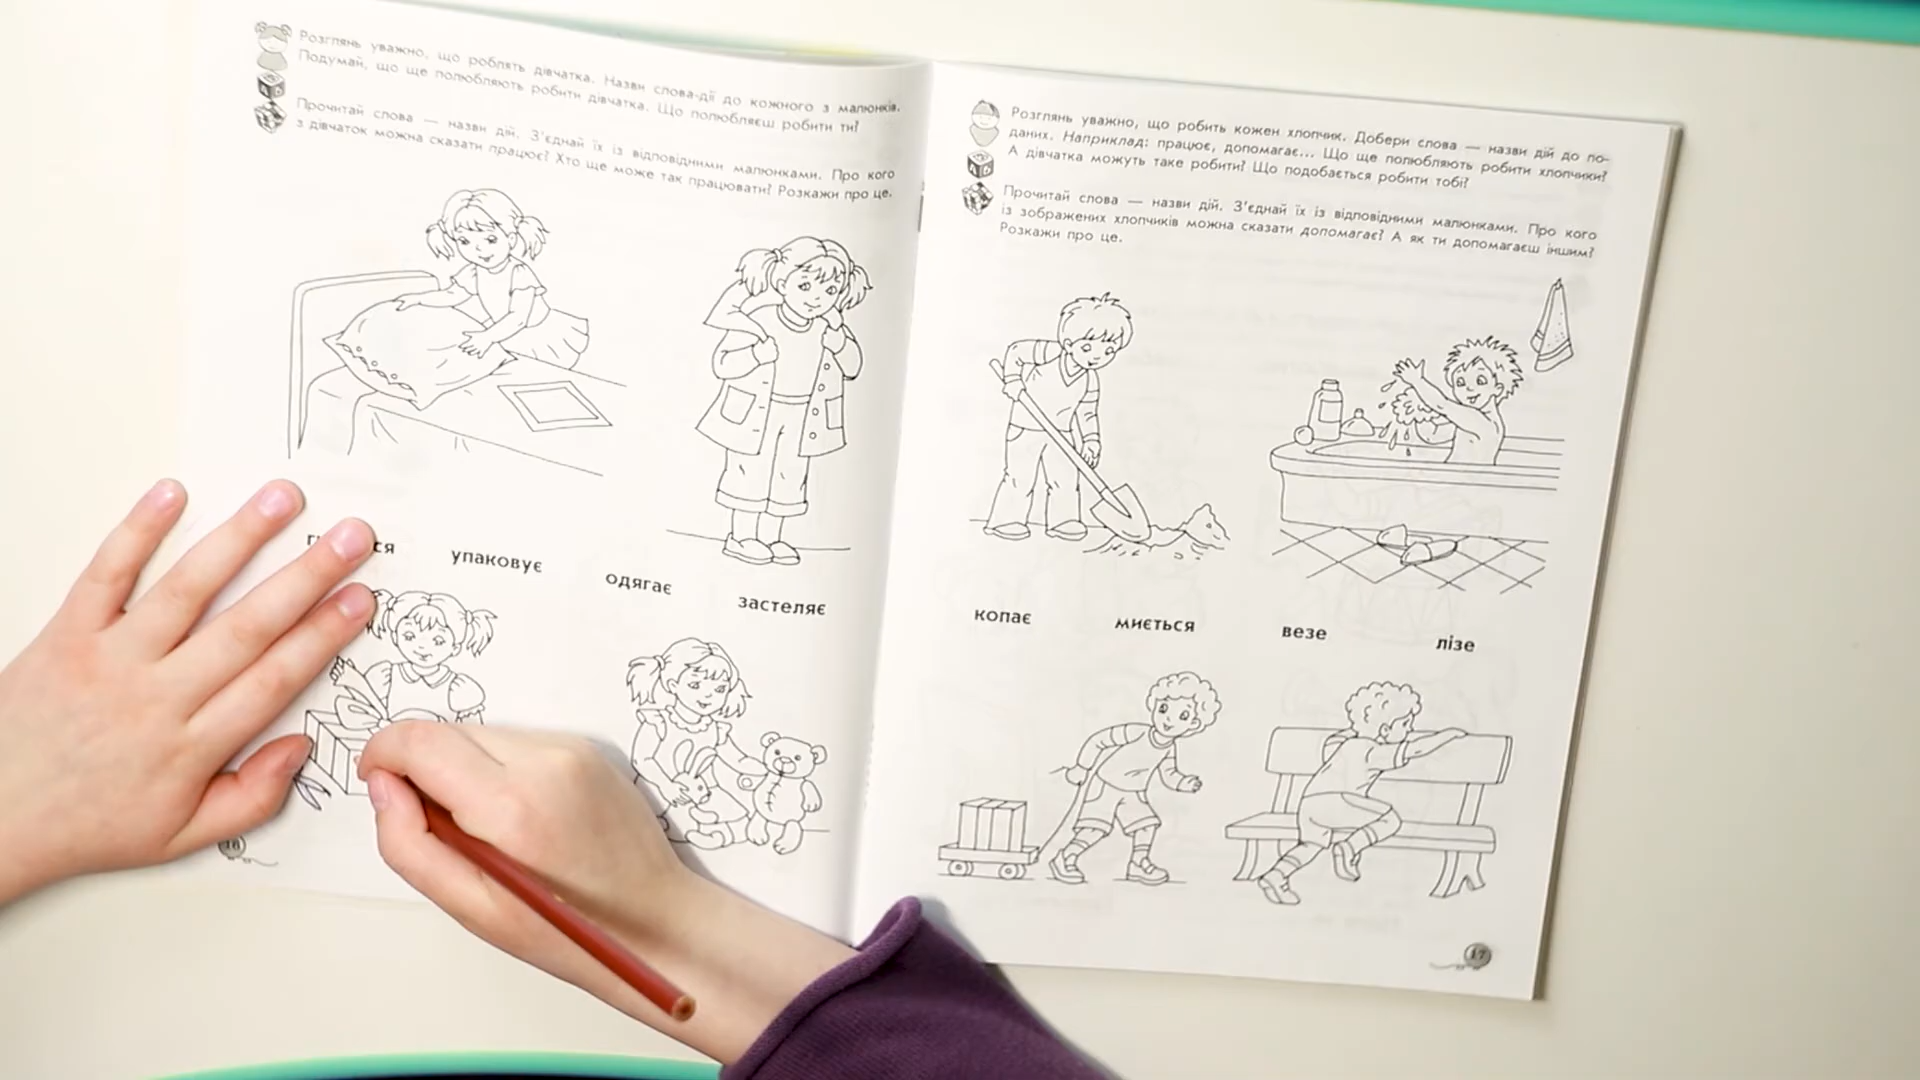 Розглянь уважно, що роблять дівчатка. Назви слова-дії до кожного з малюнків.
Подумай, що ще полюбляють робити дівчатка. Що полюбляєш робити ти?
Прочитай слова — назви дій. З'єднай їх із відповідними малюнками. Про кого
з дівчаток можна сказати працює? Хто ще може так працювати? Розкажи про це.
упаковує
одягає
застеляє
18
Розглянь уважно, що робить кожен хлопчик. Добери слова — назви дій до по-
даних. Наприклад: працює, допомагає... Що ще полюбляють робити хлопчики?
А дівчатка можуть таке робити? Що подобається робити тобі?
Прочитай слова — назви дій. З'єднай їх із відповідними малюнками. Про кого
із зображених хлопчиків можна сказати допомагає? А як ти допомагаєш іншим?
Розкажи про це.
копає
миється
везе
лізе
17